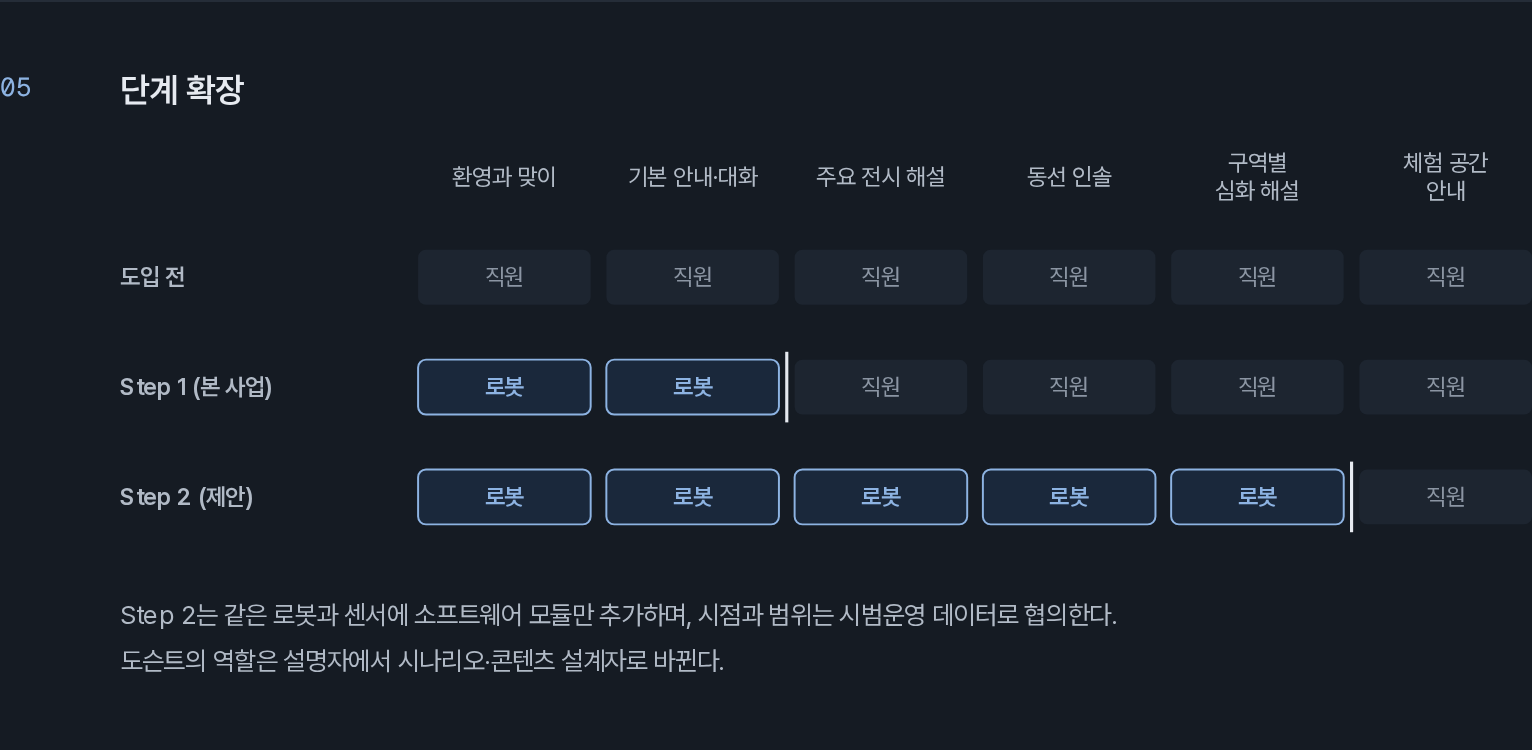 05
단계 확장
환영과 맞이
기본 안내·대화
주요 전시 해설
동선 인솔
구역별
심화 해설
체험 공간
안내
도입 전 직원 직원 직원 직원 직원 직원
Step 1 (본 사업) 로봇 로봇 직원 직원 직원 직원
Step 2 (제안) 로봇 로봇 로봇 로봇 로봇 직원
Step 2는 같은 로봇과 센서에 소프트웨어 모듈만 추가하며, 시점과 범위는 시범운영 데이터로 협의한다.
도슨트의 역할은 설명자에서 시나리오·콘텐츠 설계자로 바뀐다.